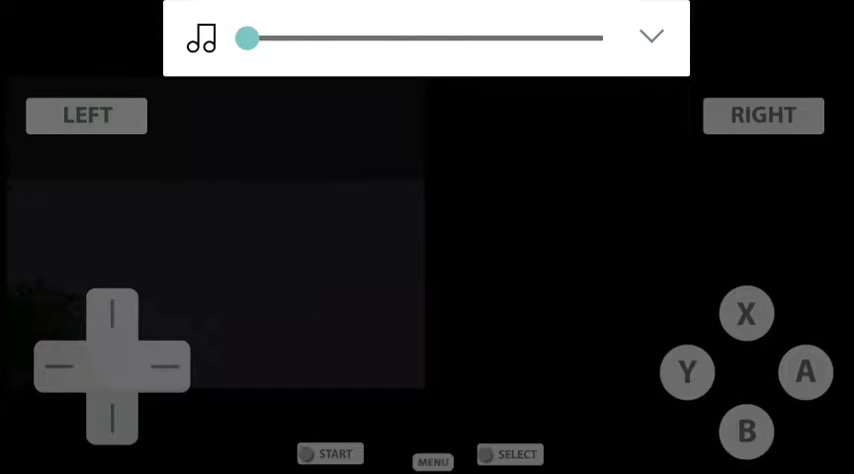 LEFT
RIGHT
X
Y
A
B
START
MENU
SELECT